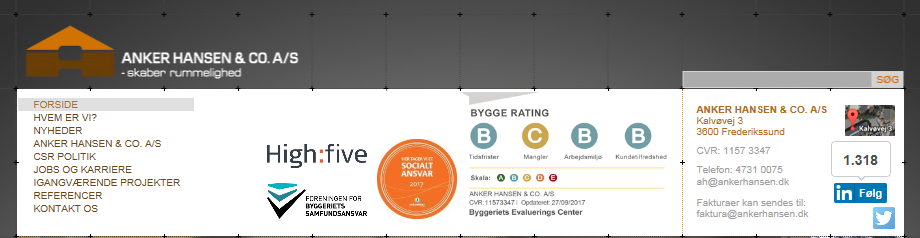 ANKER HANSEN & CO. A/S
- skaber rummelighed
SØG
FORSIDE
HVEM ER VI?
NYHEDER
ANKER HANSEN & CO. A/S
CSR POLITIK
JOBS OG KARRIERE
IGANGVÆRENDE PROJEKTER
REFERENCER
KONTAKT OS
High:five
FORENINGEN FOR
BYGGERIETS
SAMFUNDSANSVAR
HER TAGER VI ET
SOCIALT
ANSVAR
2017
BYGGE RATING
B C B B
Tidsfrister Mangler Arbejdsmiljø Kundetilfredshed
Skala: A B C D E
ANKER HANSEN & CO. A/S
CVR:11573347 | Opdateret: 27/09/2017
Byggeriets Evaluerings Center
ANKER HANSEN & CO. A/S
Kalvøvej 3
3600 Frederikssund
CVR: 1157 3347
Telefon: 4731 0075
ah@ankerhansen.dk
Fakturaer kan sendes til:
faktura@ankerhansen.dk
Kalvøvej 3
1.318
in Følg